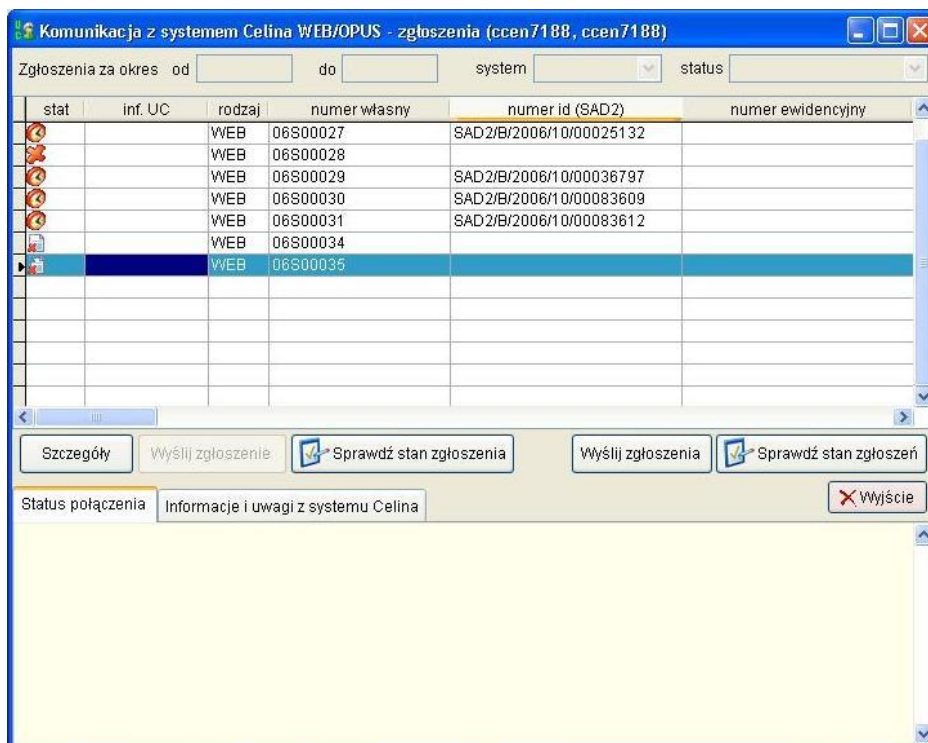 Komunikacja z systemem Celina WEB/OPUS - zgłoszenia (ccen7188, ccen7188)
Zgłoszenia za okres od do system status
stat inf. UC rodzaj numer własny numer id (SAD2) numer ewidencyjny
WEB 06S00027 SAD2/B/2006/10/00025132
WEB 06S00028
WEB 06S00029 SAD2/B/2006/10/00036797
WEB 06S00030 SAD2/B/2006/10/00083609
WEB 06S00031 SAD2/B/2006/10/00083612
WEB 06S00034
WEB 06S00035
Szczegóły Wyślij zgłoszenie Sprawdź stan zgłoszenia Wyślij zgłoszenia Sprawdź stan zgłoszeń
Status połączenia Informacje i uwagi z systemu Celina Wyjście